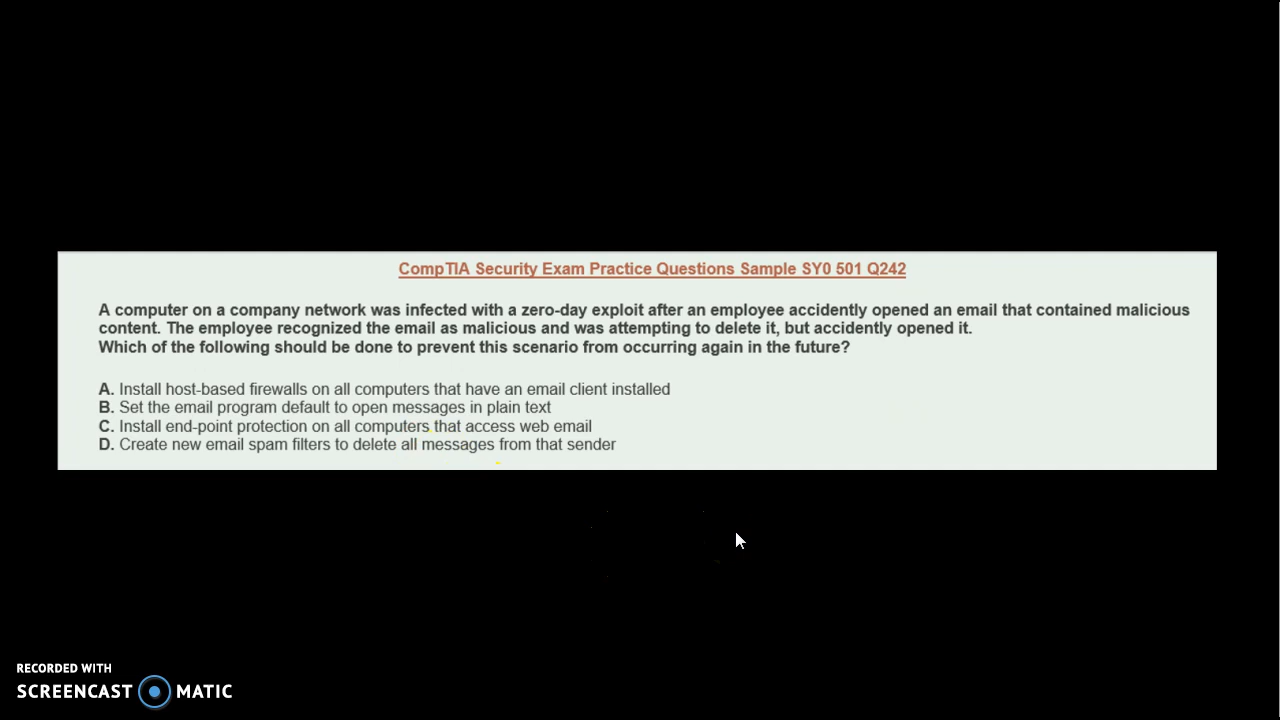 CompTIA Security Exam Practice Questions Sample SY0 501 Q242
A computer on a company network was infected with a zero-day exploit after an employee accidently opened an email that contained malicious
content. The employee recognized the email as malicious and was attempting to delete it, but accidently opened it.
Which of the following should be done to prevent this scenario from occurring again in the future?
A. Install host-based firewalls on all computers that have an email client installed
B. Set the email program default to open messages in plain text
C. Install end-point protection on all computers that access web email
D. Create new email spam filters to delete all messages from that sender
RECORDED WITH
SCREENCAST MATIC